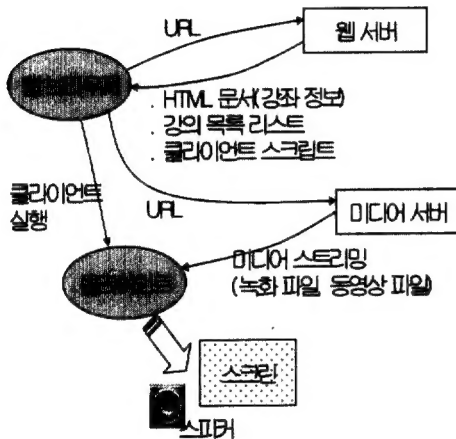 URL
웹 서버
. HTML 문서(강좌 정보)
. 강의 목록 리스트
. 클라이언트 스크립트
클라이언트
실행
URL
미디어 서버
미디어 스트리밍
(녹화 파일 동영상 파일)
스크린
스피커